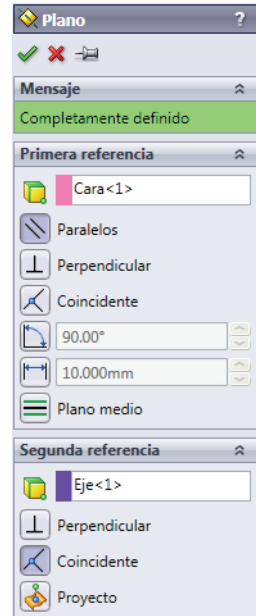 Plano ?
Mensaje
Completamente definido
Primera referencia
Cara<1>
Paralelos
Perpendicular
Coincidente
90.00°
10.000mm
Plano medio
Segunda referencia
Eje<1>
Perpendicular
Coincidente
Proyecto